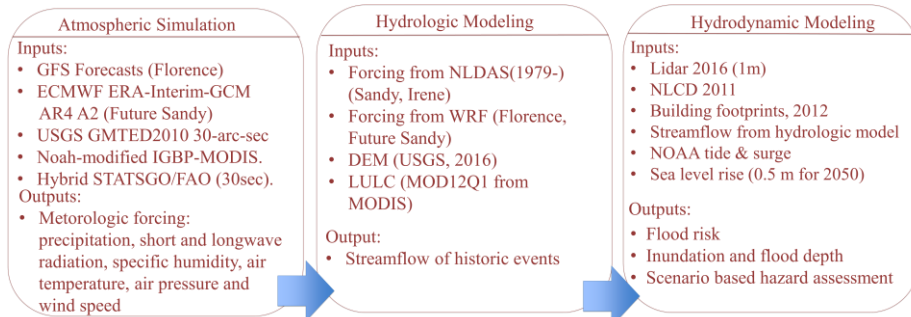 Atmospheric Simulation
Inputs:
• GFS Forecasts (Florence)
• ECMWF ERA-Interim-GCM
AR4 A2 (Future Sandy)
• USGS GMTED2010 30-arc-sec
• Noah-modified IGBP-MODIS.
• Hybrid STATSGO/FAO (30sec).
Outputs:
• Metorologic forcing:
precipitation, short and longwave
radiation, specific humidity, air
temperature, air pressure and
wind speed
Hydrologic Modeling
Inputs:
• Forcing from NLDAS(1979-)
(Sandy, Irene)
• Forcing from WRF (Florence,
Future Sandy)
• DEM (USGS, 2016)
• LULC (MOD12Q1 from
MODIS)
Output:
• Streamflow of historic events
Hydrodynamic Modeling
Inputs:
• Lidar 2016 (1m)
• NLCD 2011
• Building footprints, 2012
• Streamflow from hydrologic model
• NOAA tide & surge
• Sea level rise (0.5 m for 2050)
Outputs:
• Flood risk
• Inundation and flood depth
• Scenario based hazard assessment